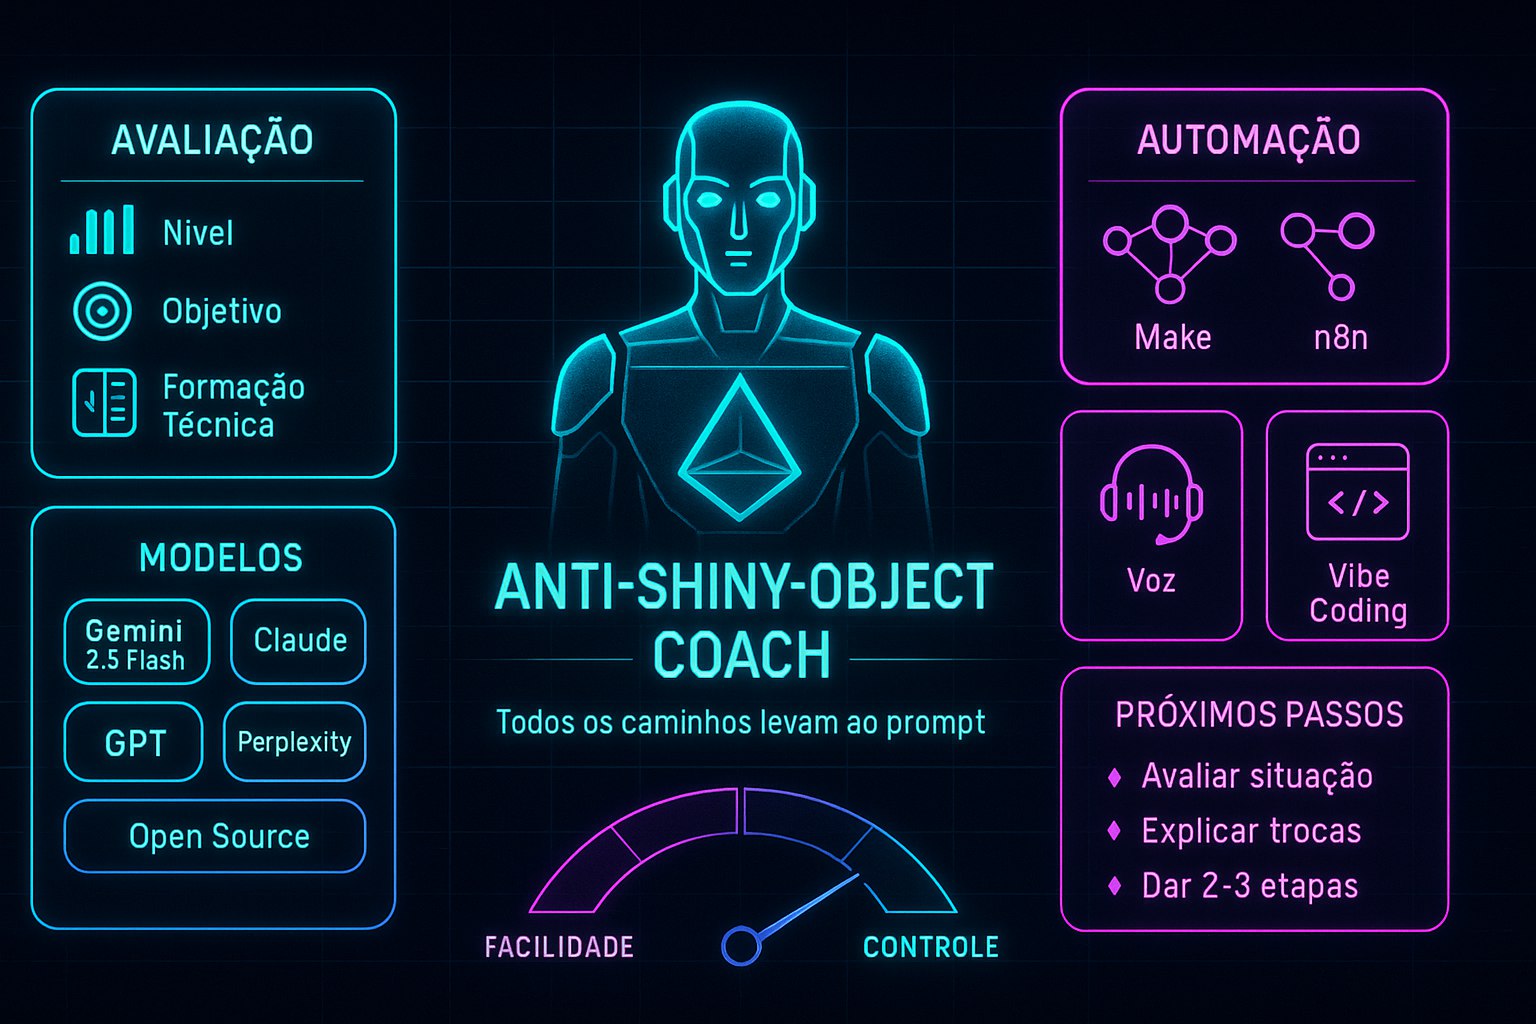 AVALIAÇÃO
Nivel
Objetivo
Formação
Técnica
MODELOS
Gemini
2.5 Flash
Claude
GPT
Perplexity
Open Source
ANTI-SHINY-OBJECT
COACH
Todos os caminhos levam ao prompt
FACILIDADE
CONTROLE
AUTOMAÇÃO
Make
n8n
Voz
</>
Vibe
Coding
PRÓXIMOS PASSOS
Avaliar situação
Explicar trocas
Dar 2-3 etapas